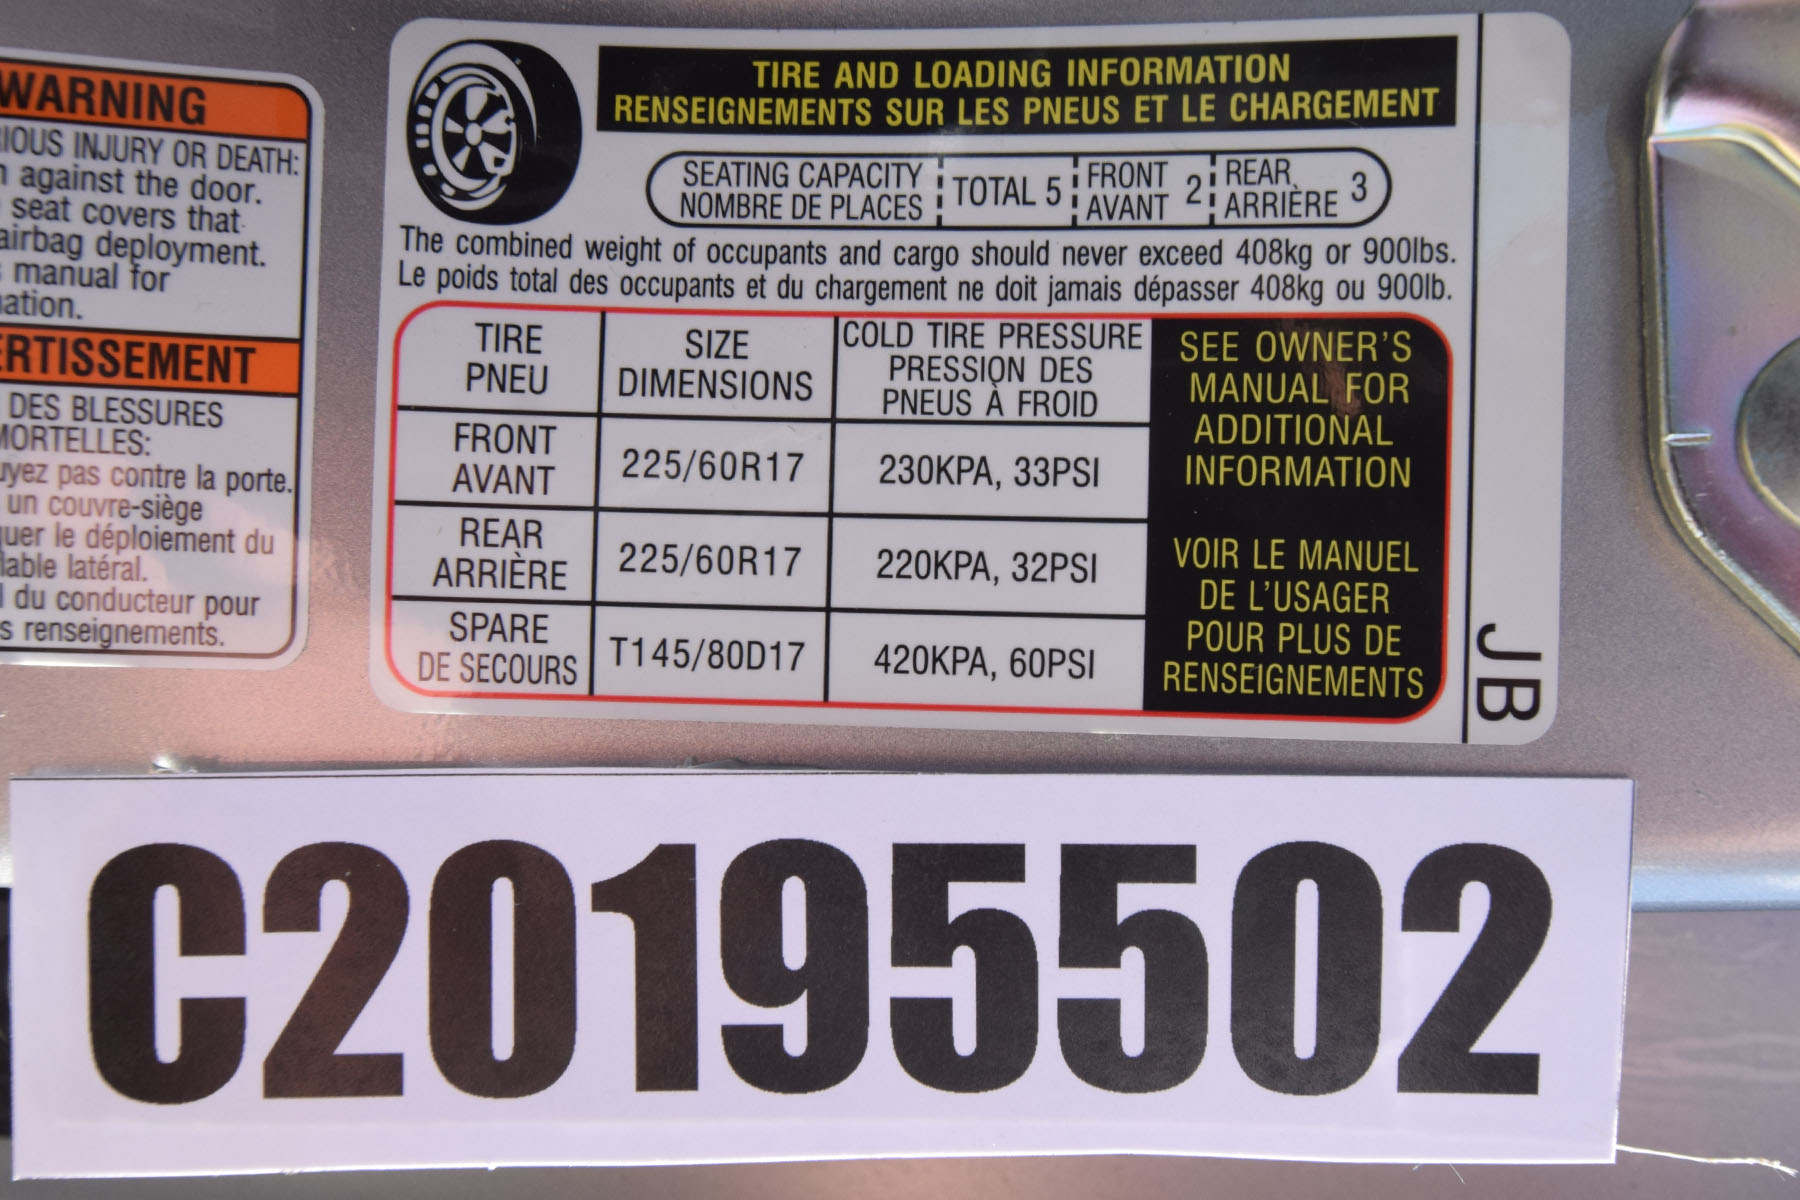 WARNING
IOUS INJURY OR DEATH:
against the door.
seat covers that
airbag deployment.
manual for
ation.
ERTISSEMENT
DES BLESSURES
MORTELLES:
uyez pas contre la porte.
un couvre-siège
uer le déploiement du
lable latéral.
du conducteur pour
s renseignements.
TIRE AND LOADING INFORMATION
RENSEIGNEMENTS SUR LES PNEUS ET LE CHARGEMENT
SEATING CAPACITY TOTAL 5 FRONT 2 REAR 3
NOMBRE DE PLACES AVANT ARRIÈRE
The combined weight of occupants and cargo should never exceed 408kg or 900lbs.
Le poids total des occupants et du chargement ne doit jamais dépasser 408kg ou 900lb.
TIRE
PNEU
SIZE
DIMENSIONS
COLD TIRE PRESSURE
PRESSION DES
PNEUS À FROID
FRONT
AVANT
225/60R17
230KPA, 33PSI
REAR
ARRIÈRE
225/60R17
220KPA, 32PSI
SPARE
DE SECOURS
T145/80D17
420KPA, 60PSI
SEE OWNER'S
MANUAL FOR
ADDITIONAL
INFORMATION
VOIR LE MANUEL
DE L'USAGER
POUR PLUS DE
RENSEIGNEMENTS
JB
C20195502